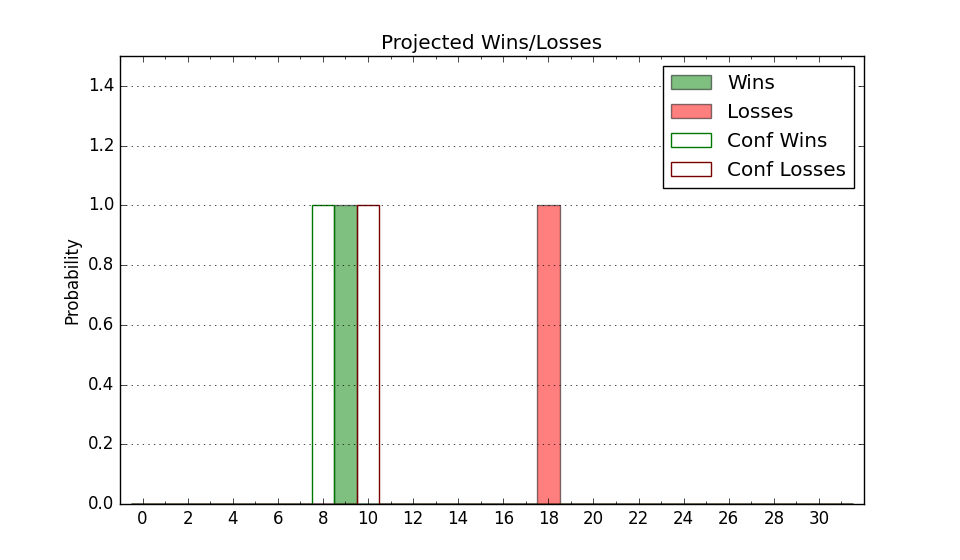 Projected Wins/Losses
Wins
Losses
Conf Wins
Conf Losses
Probability
1.4
1.2
1.0
0.8
0.6
0.4
0.2
0.0
0 2 4 6 8 10 12 14 16 18 20 22 24 26 28 30